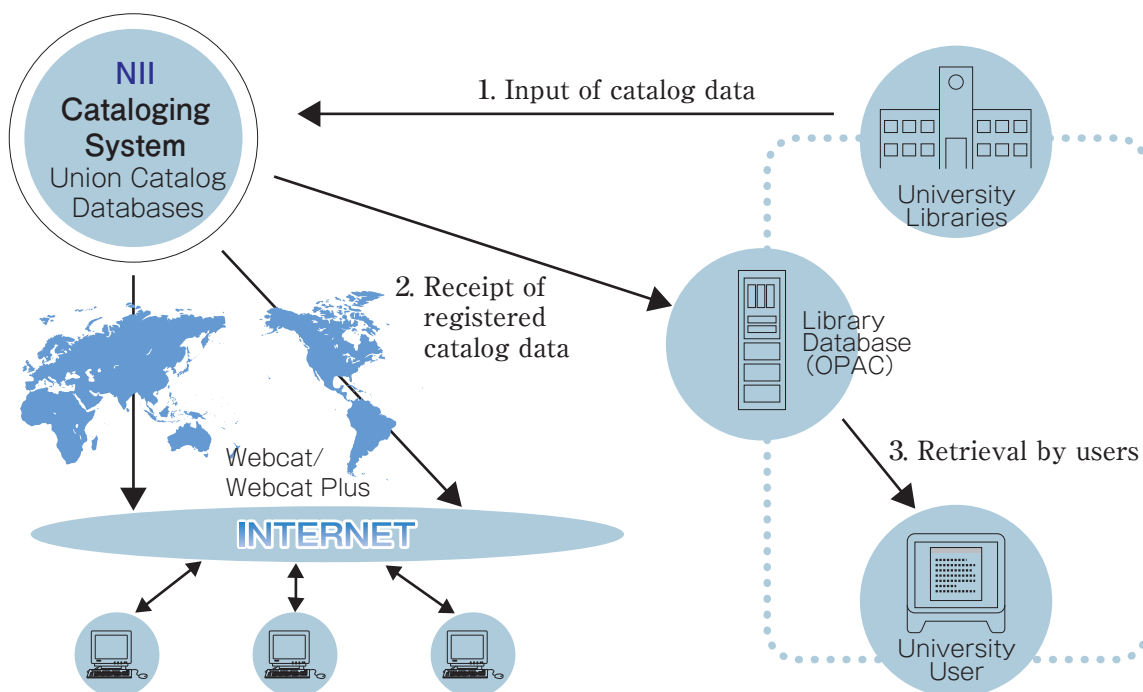 NII
Cataloging
System
Union Catalog
Databases
1. Input of catalog data
University
Libraries
2. Receipt of
registered
catalog data
Library
Database
(OPAC)
3. Retrieval by users
Webcat/
Webcat Plus
INTERNET
University
User